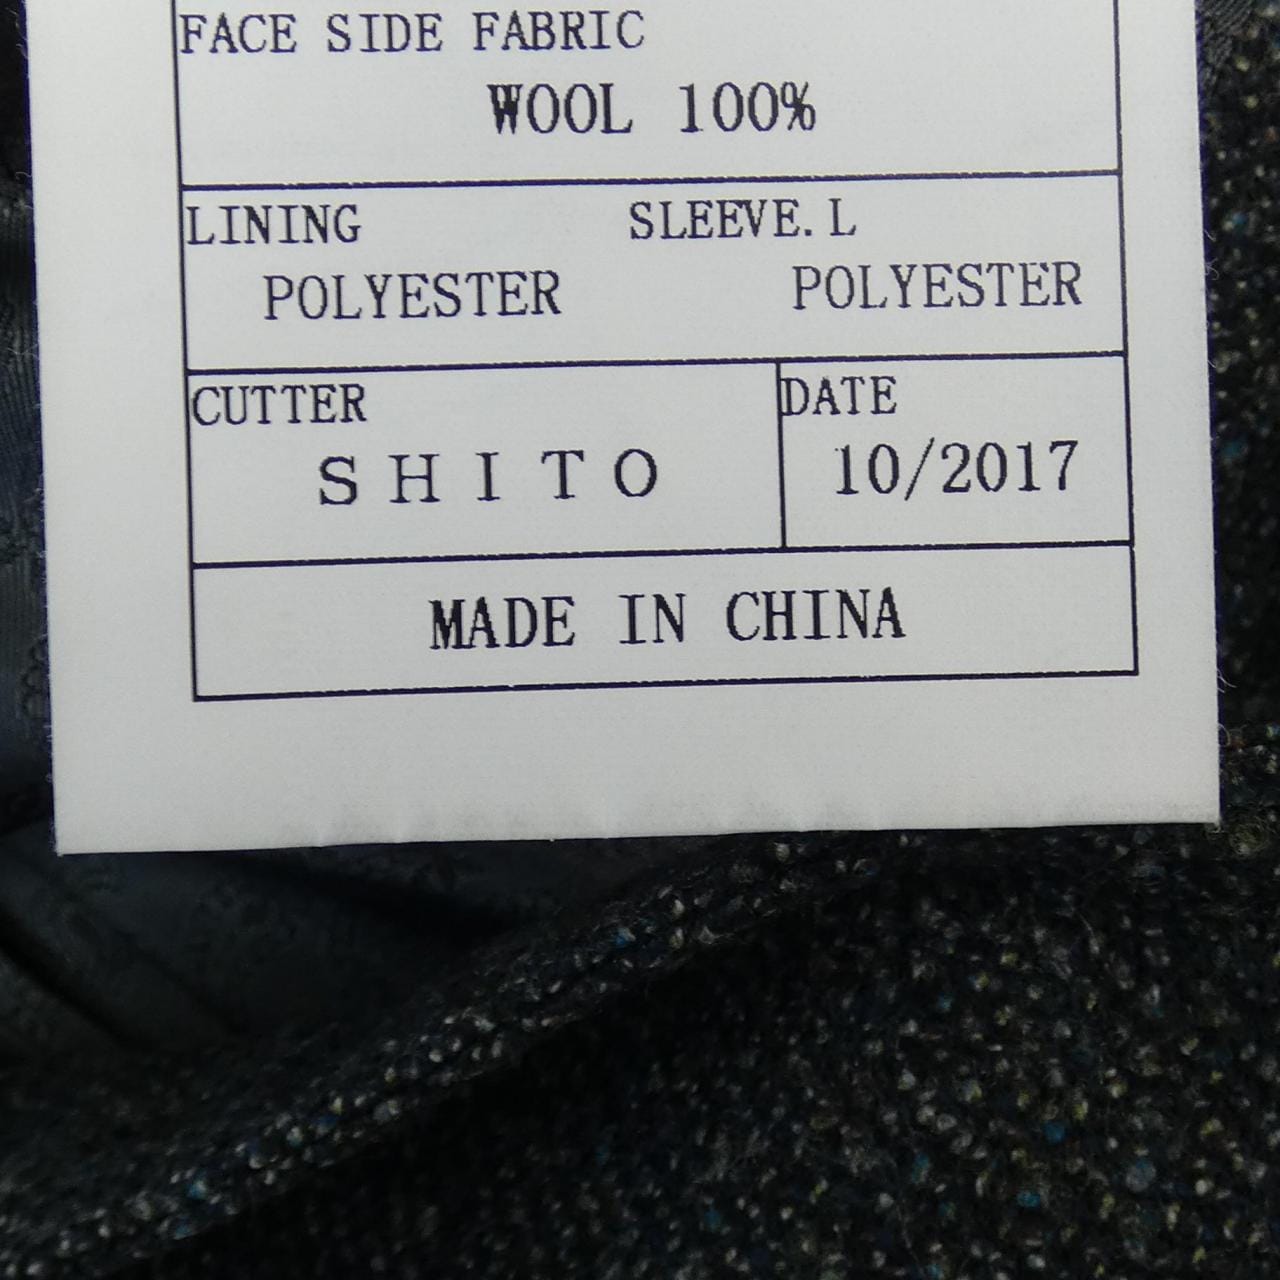 FACE SIDE FABRIC
WOOL 100%
LINING SLEEVE.L
POLYESTER POLYESTER
CUTTER DATE
SHITO 10/2017
MADE IN CHINA